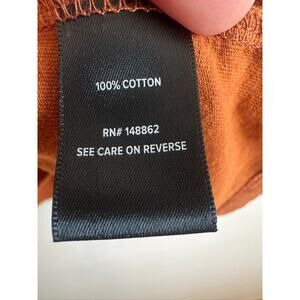 100% COTTON
RN# 148862
SEE CARE ON REVERSE